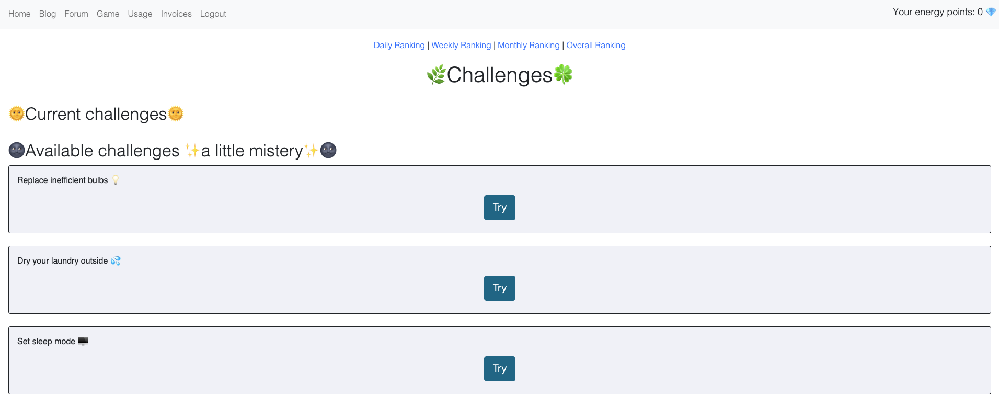 Home Blog Forum Game Usage Invoices Logout Your energy points: 0 💎
Daily Ranking | Weekly Ranking | Monthly Ranking | Overall Ranking
🌿Challenges🍀
🌞Current challenges🌞
🌚Available challenges ✨a little mistery✨🌚
Replace inefficient bulbs 💡
Try
Dry your laundry outside 💦
Try
Set sleep mode 🖥️
Try